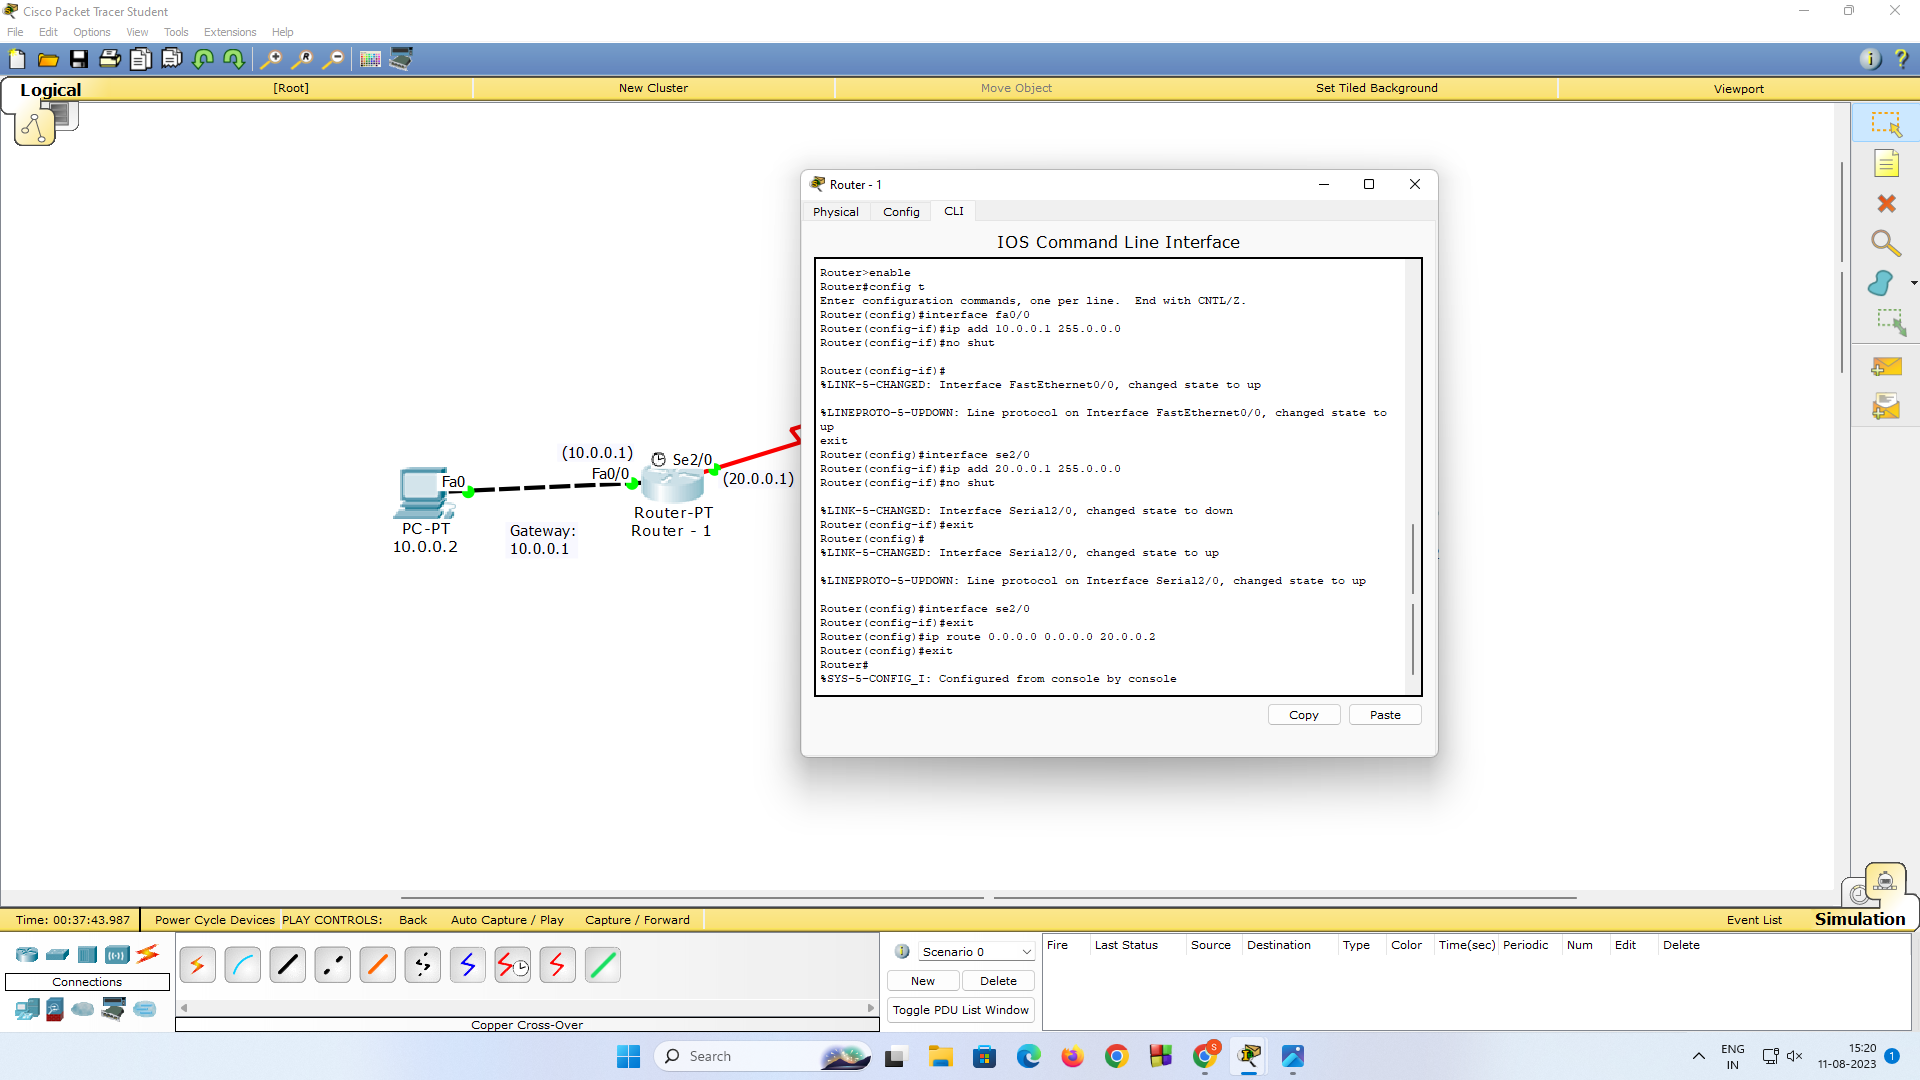 Cisco Packet Tracer Student
File Edit Options View Tools Extensions Help
Logical [Root] New Cluster Move Object Set Tiled Background Viewport
Router - 1
Physical Config CLI
IOS Command Line Interface
Router>enable
Router#config t
Enter configuration commands, one per line.  End with CNTL/Z.
Router(config)#interface fa0/0
Router(config-if)#ip add 10.0.0.1 255.0.0.0
Router(config-if)#no shut
Router(config-if)#
%LINK-5-CHANGED: Interface FastEthernet0/0, changed state to up
%LINEPROTO-5-UPDOWN: Line protocol on Interface FastEthernet0/0, changed state to
up
exit
Router(config)#interface se2/0
Router(config-if)#ip add 20.0.0.1 255.0.0.0
Router(config-if)#no shut
%LINK-5-CHANGED: Interface Serial2/0, changed state to down
Router(config-if)#exit
Router(config)#
%LINK-5-CHANGED: Interface Serial2/0, changed state to up
%LINEPROTO-5-UPDOWN: Line protocol on Interface Serial2/0, changed state to up
Router(config)#interface se2/0
Router(config-if)#exit
Router(config)#ip route 0.0.0.0 0.0.0.0 20.0.0.2
Router(config)#exit
Router#
%SYS-5-CONFIG_I: Configured from console by console
Copy Paste
(10.0.0.1)
Se2/0
Fa0/0
(20.0.0.1)
Fa0
PC-PT
10.0.0.2
Gateway:
10.0.0.1
Router-PT
Router - 1
Time: 00:37:43.987 Power Cycle Devices PLAY CONTROLS: Back Auto Capture / Play Capture / Forward Event List Simulation
Connections
Copper Cross-Over
Scenario 0
New Delete
Toggle PDU List Window
Fire Last Status Source Destination Type Color Time(sec) Periodic Num Edit Delete
Search
S
ENG
IN
15:20
11-08-2023
1